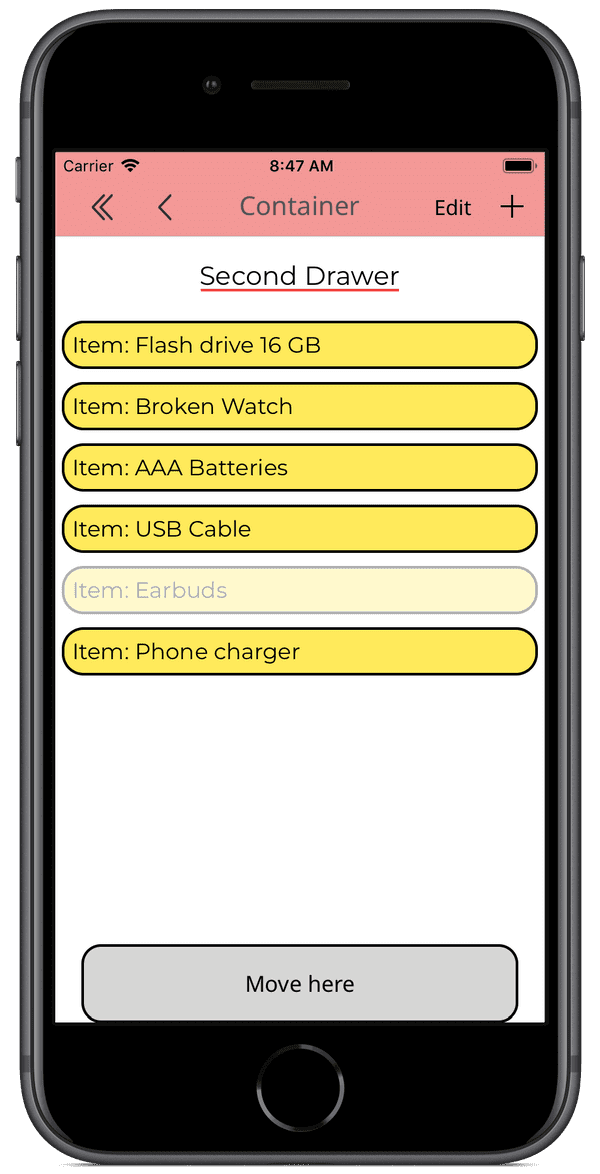 Carrier 8:47 AM
Container Edit
Second Drawer
Item: Flash drive 16 GB
Item: Broken Watch
Item: AAA Batteries
Item: USB Cable
Item: Earbuds
Item: Phone charger
Move here